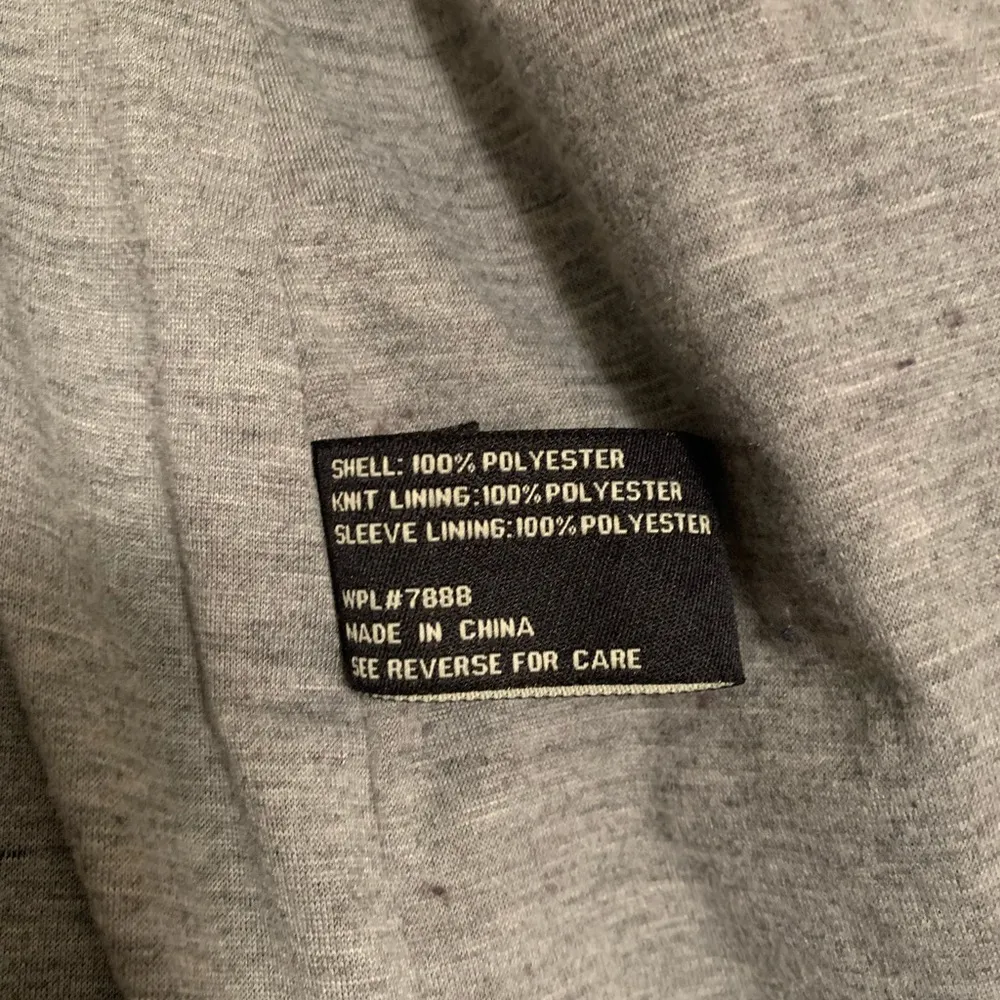 SHELL: 100% POLYESTER
KNIT LINING:100%POLYESTER
SLEEVE LINING:100%POLYESTER
WPL#7888
MADE IN CHINA
SEE REVERSE FOR CARE